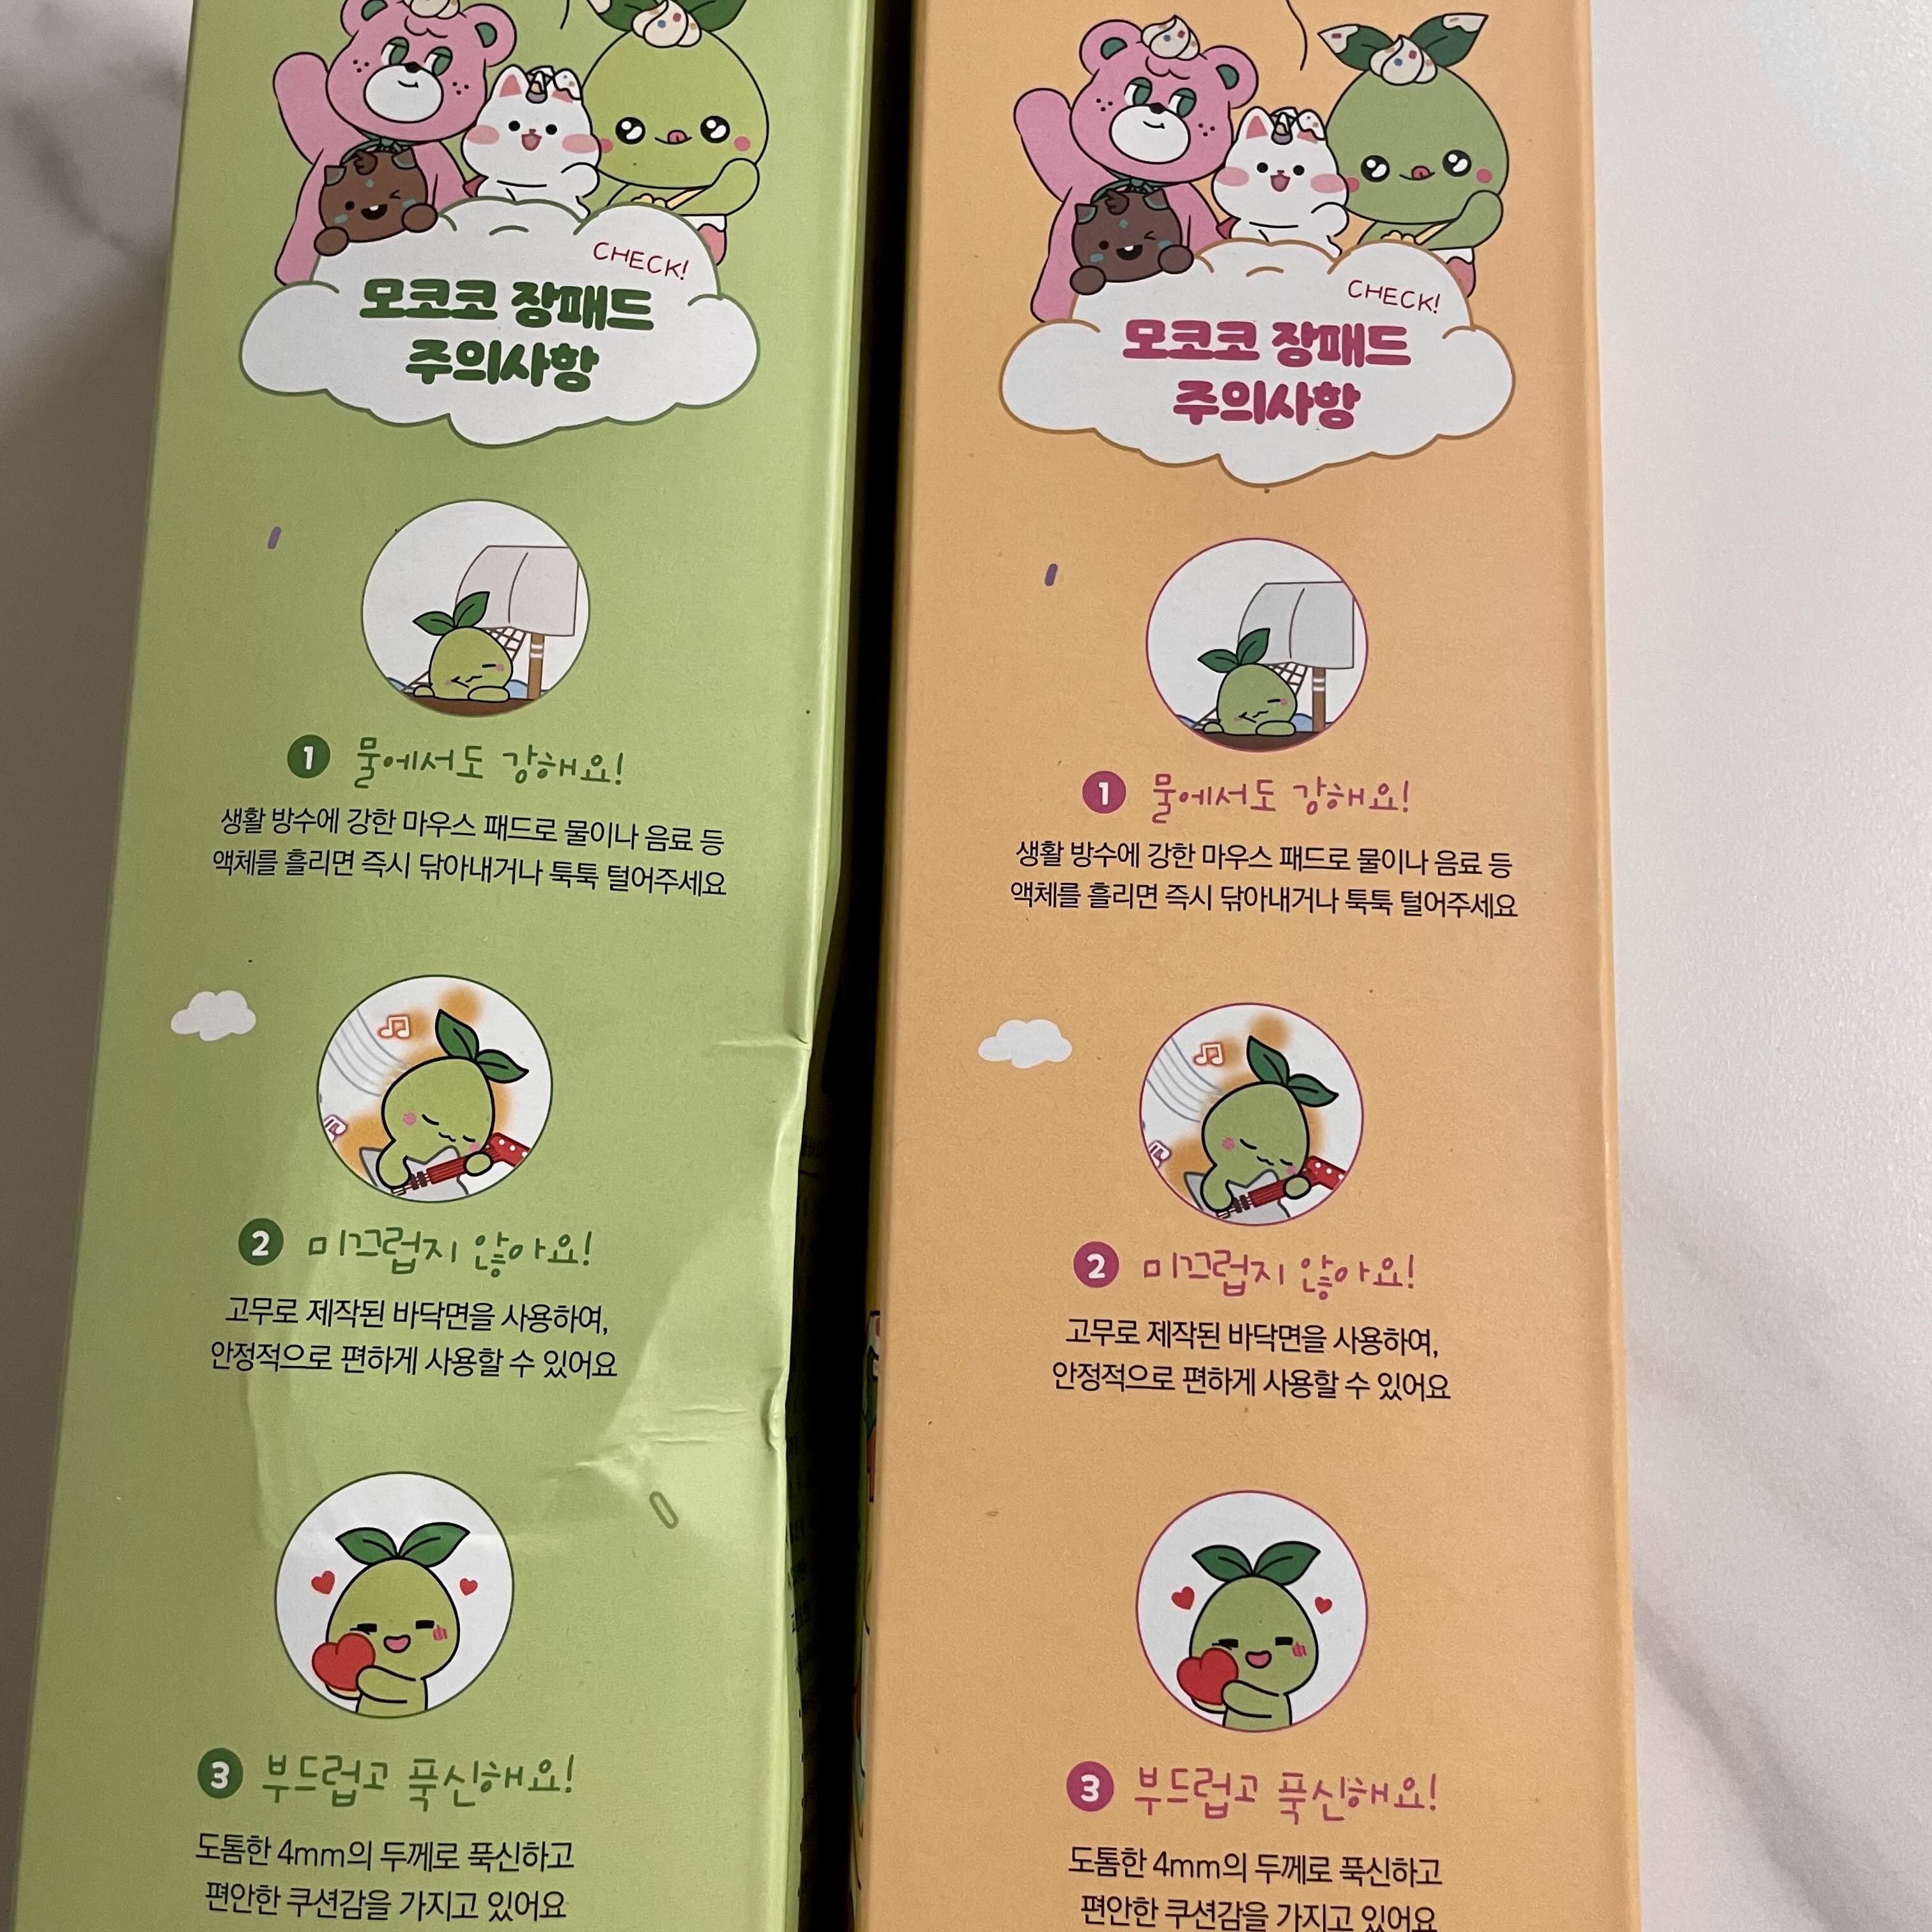 CHECK!
모코코 장패드
주의사항
1 물에서도 강해요!
생활 방수에 강한 마우스 패드로 물이나 음료 등
액체를 흘리면 즉시 닦아내거나 툭툭 털어주세요
2 미끄럽지 않아요!
고무로 제작된 바닥면을 사용하여,
안정적으로 편하게 사용할 수 있어요
3 부드럽고 푹신해요!
도톰한 4mm의 두께로 푹신하고
편안한 쿠션감을 가지고 있어요
CHECK!
모코코 장패드
주의사항
1 물에서도 강해요!
생활 방수에 강한 마우스 패드로 물이나 음료 등
액체를 흘리면 즉시 닦아내거나 툭툭 털어주세요
2 미끄럽지 않아요!
고무로 제작된 바닥면을 사용하여,
안정적으로 편하게 사용할 수 있어요
3 부드럽고 푹신해요!
도톰한 4mm의 두께로 푹신하고
편안한 쿠션감을 가지고 있어요